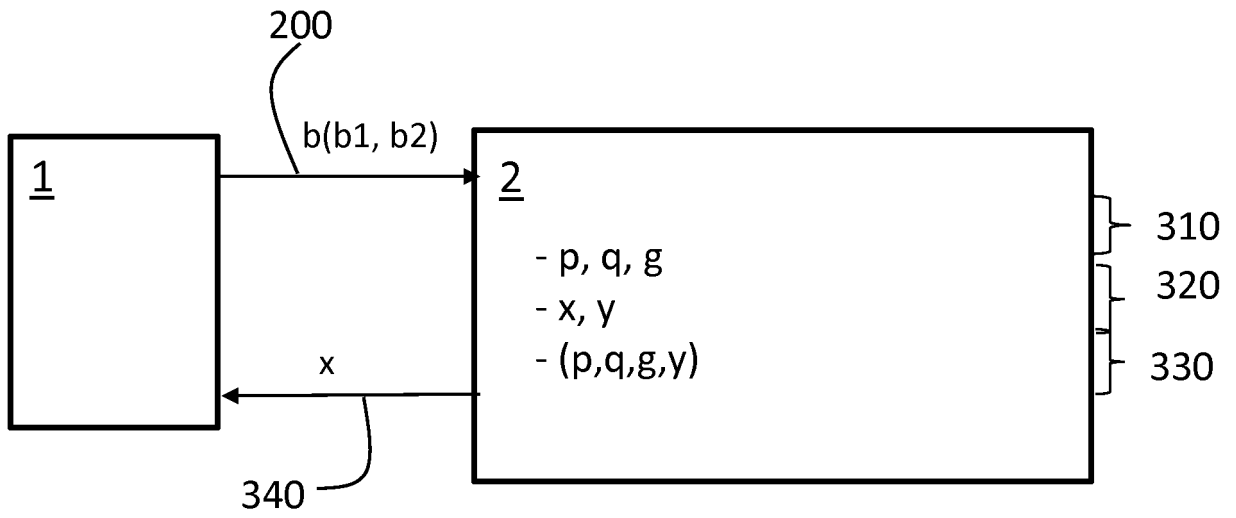 200
b(b1, b2)
1
2
310
- p, q, g
320
- x, y
- (p,q,g,y)
330
x
340